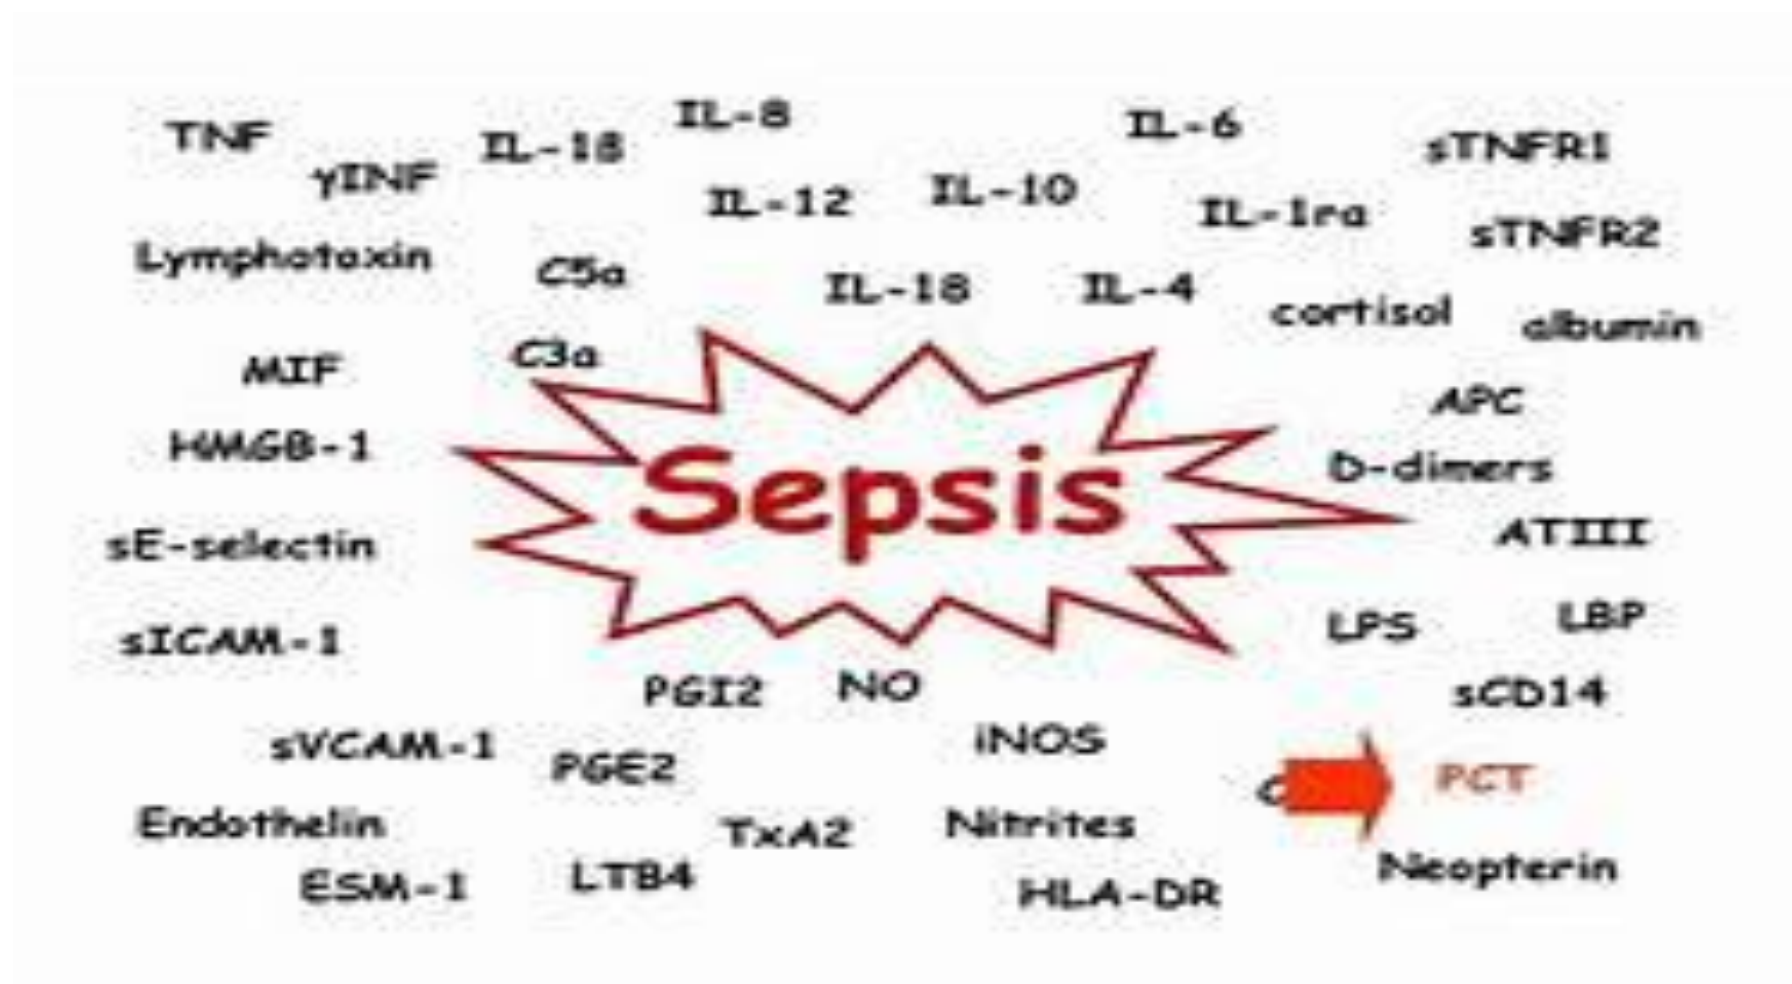 TNF
γINF
IL-18
IL-8
IL-6
sTNFR1
IL-12
IL-10
IL-1ra
sTNFR2
Lymphotoxin
C5a
IL-18
IL-4
cortisol
albumin
MIF
C3a
APC
HMGB-1
Sepsis
D-dimers
sE-selectin
ATIII
sICAM-1
LPS
LBP
PGI2
NO
sCD14
sVCAM-1
PGE2
iNOS
PCT
Endothelin
TxA2
Nitrites
Neopterin
ESM-1
LTB4
HLA-DR